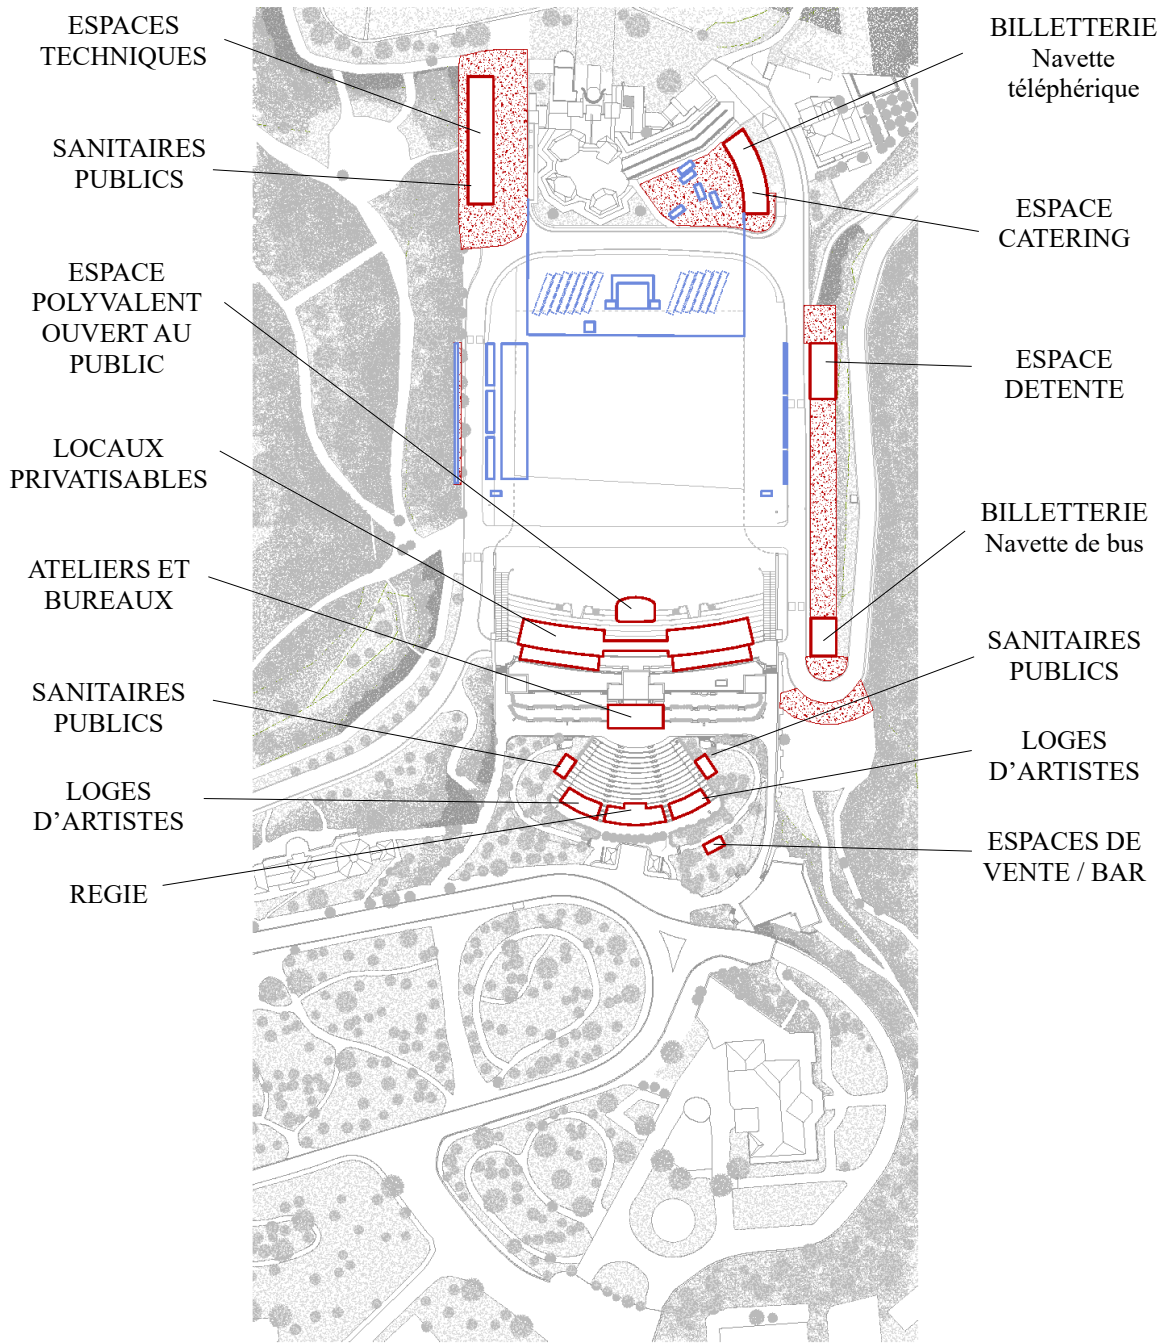 ESPACES
TECHNIQUES
SANITAIRES
PUBLICS
ESPACE
POLYVALENT
OUVERT AU
PUBLIC
LOCAUX
PRIVATISABLES
ATELIERS ET
BUREAUX
SANITAIRES
PUBLICS
LOGES
D’ARTISTES
REGIE
BILLETTERIE
Navette
téléphérique
ESPACE
CATERING
ESPACE
DETENTE
BILLETTERIE
Navette de bus
SANITAIRES
PUBLICS
LOGES
D’ARTISTES
ESPACES DE
VENTE / BAR